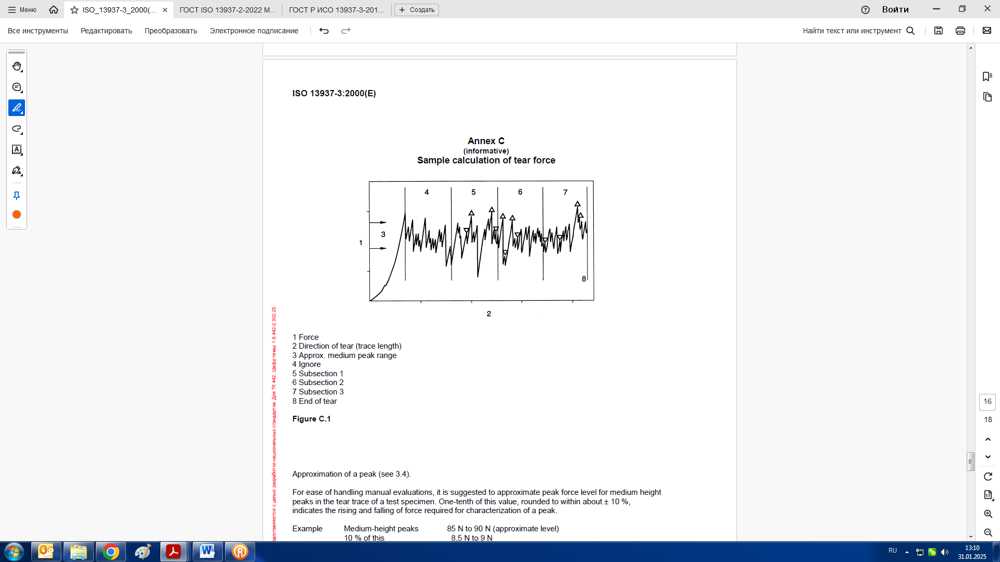 ISO_13937-3_2000(...
ГОСТ ISO 13937-2-2022 М...
ГОСТ Р ИСО 13937-3-201...
Создать
Войти
Меню
Все инструменты
Редактировать
Преобразовать
Электронное подписание
Найти текст или инструмент
ISO 13937-3:2000(E)
Annex C
(informative)
Sample calculation of tear force
4
5
6
7
3
1
8
2
1 Force
2 Direction of tear (trace length)
3 Approx. medium peak range
4 Ignore
5 Subsection 1
6 Subsection 2
7 Subsection 3
8 End of tear
Figure C.1
Approximation of a peak (see 3.4).
For ease of handling manual evaluations, it is suggested to approximate peak force level for medium height
peaks in the tear trace of a test specimen. One-tenth of this value, rounded to within about ± 10 %,
indicates the rising and falling of force required for characterization of a peak.
Example Medium-height peaks 85 N to 90 N (approximate level)
10 % of this 8,5 N to 9 N
едоставляются с целью разработки национальных стандартов. Для ТК 442. Шифр темы: 1.8.442-2.302.25.
16
18
RU
13:10
31.01.2025